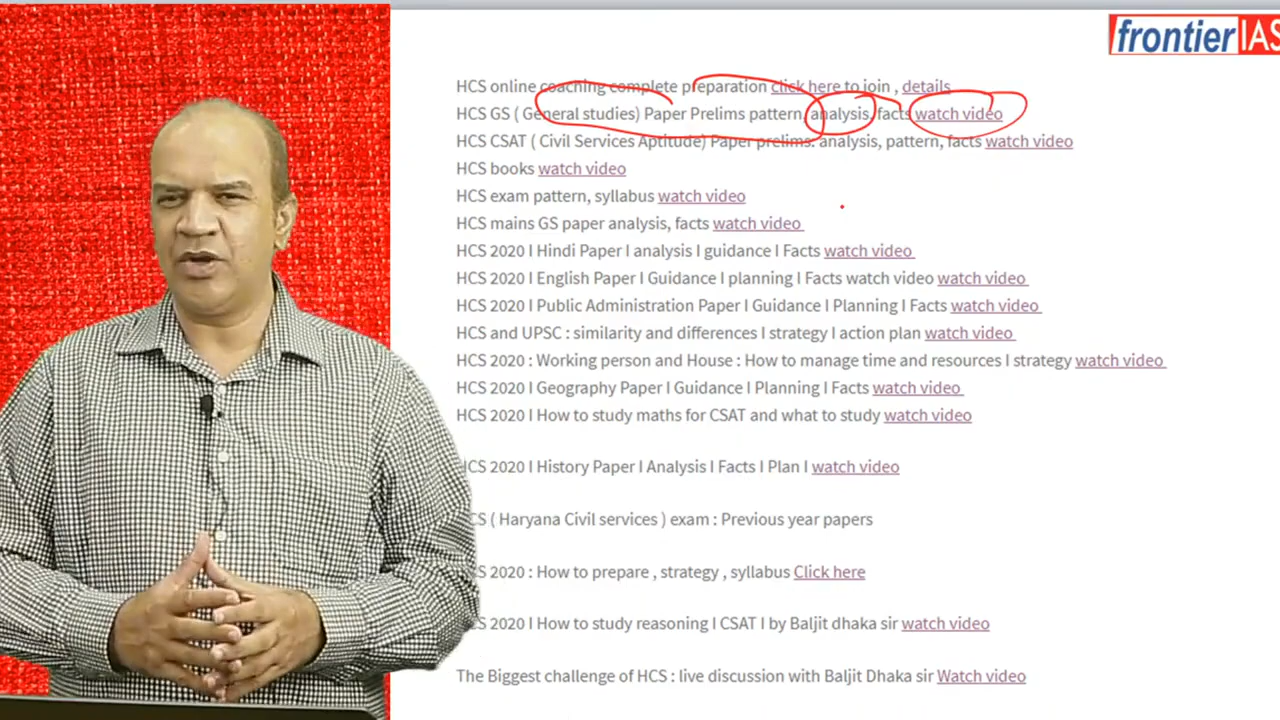 frontier IAS
HCS online coaching complete preparation click here to join , details
HCS GS ( General studies) Paper Prelims pattern, analysis, facts watch video
HCS CSAT ( Civil Services Aptitude) Paper prelims: analysis, pattern, facts watch video
HCS books watch video
HCS exam pattern, syllabus watch video
HCS mains GS paper analysis, facts watch video
HCS 2020 I Hindi Paper I analysis I guidance I Facts watch video
HCS 2020 I English Paper I Guidance I planning I Facts watch video watch video
HCS 2020 I Public Administration Paper I Guidance I Planning I Facts watch video
HCS and UPSC : similarity and differences I strategy I action plan watch video
HCS 2020 : Working person and House : How to manage time and resources I strategy watch video
HCS 2020 I Geography Paper I Guidance I Planning I Facts watch video
HCS 2020 I How to study maths for CSAT and what to study watch video
HCS 2020 I History Paper I Analysis I Facts I Plan I watch video
CS ( Haryana Civil services ) exam : Previous year papers
CS 2020 : How to prepare , strategy , syllabus Click here
CS 2020 I How to study reasoning I CSAT I by Baljit dhaka sir watch video
The Biggest challenge of HCS : live discussion with Baljit Dhaka sir Watch video